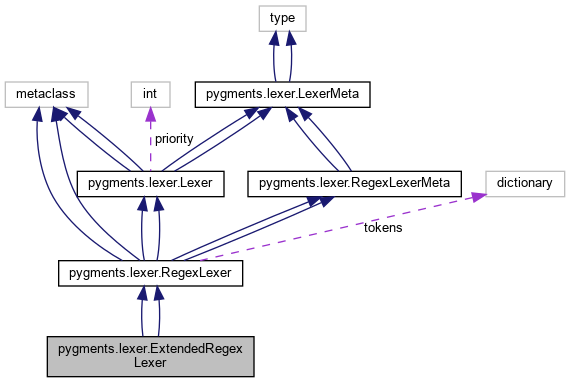 type
metaclass
int
pygments.lexer.LexerMeta
priority
pygments.lexer.Lexer
pygments.lexer.RegexLexerMeta
dictionary
tokens
pygments.lexer.RegexLexer
pygments.lexer.ExtendedRegex
Lexer